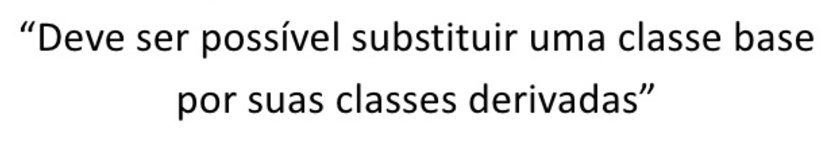 “Deve ser possível substituir uma classe base
por suas classes derivadas”